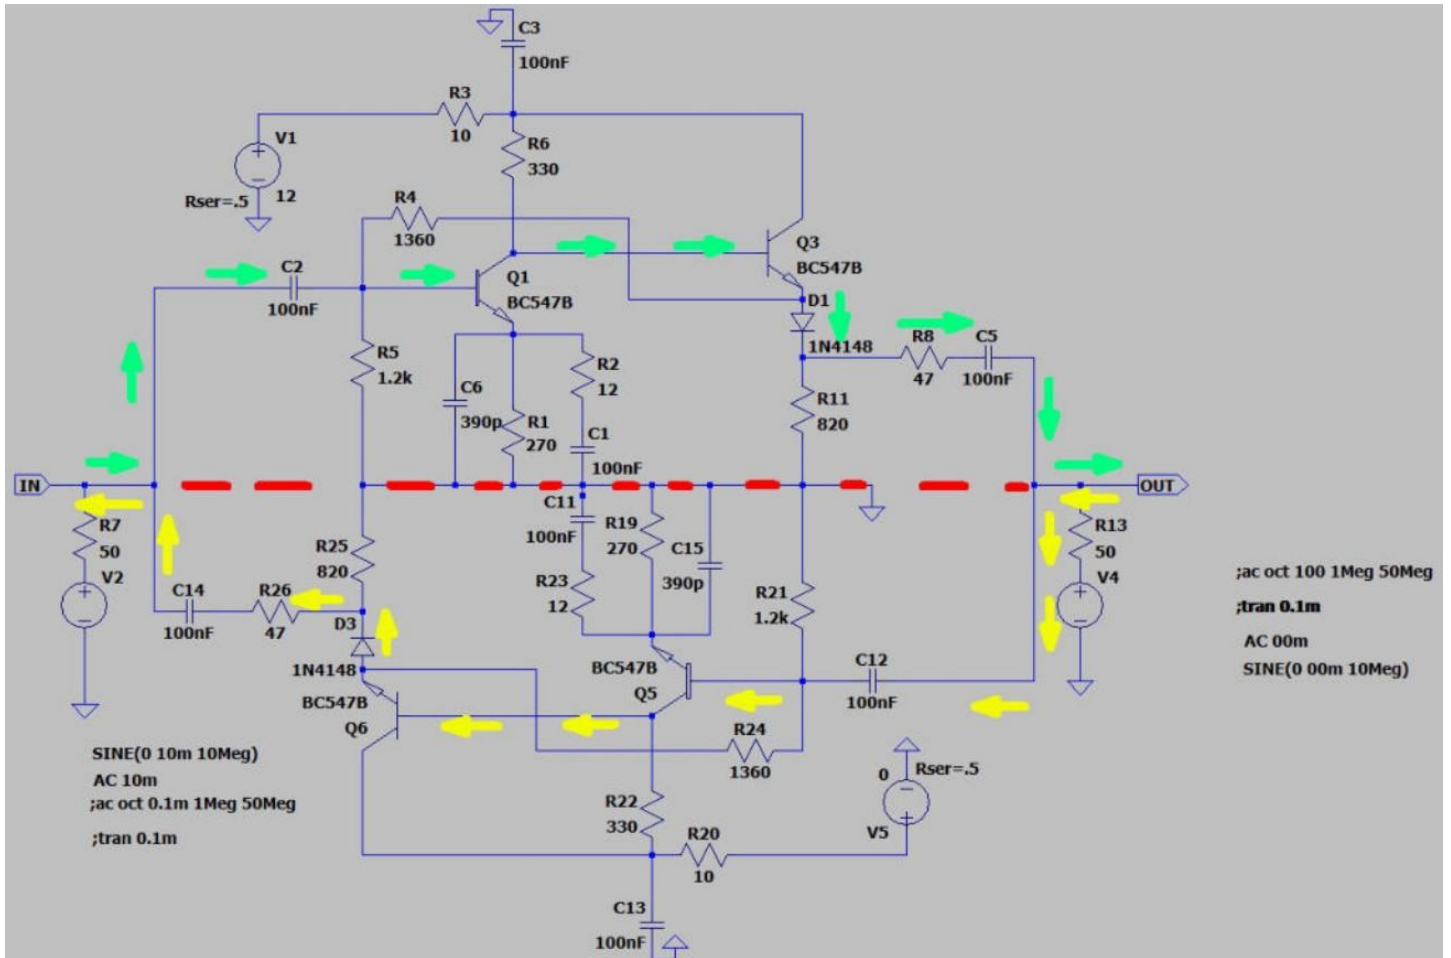 C3
100nF
R3
10
V1
R6
330
Rser=.5
12
R4
1360
Q3
BC547B
C2
100nF
Q1
BC547B
D1
1N4148
R8
47
C5
100nF
R5
1.2k
R2
12
C6
390p
R1
270
R11
820
C1
100nF
IN
OUT
C11
100nF
R19
270
C15
390p
R7
50
R13
50
R25
820
V2
V4
R23
12
R21
1.2k
C14
100nF
R26
47
D3
1N4148
;ac oct 100 1Meg 50Meg
;tran 0.1m
AC 00m
SINE(0 00m 10Meg)
BC547B
Q5
C12
100nF
BC547B
Q6
R24
1360
SINE(0 10m 10Meg)
AC 10m
;ac oct 0.1m 1Meg 50Meg
;tran 0.1m
0
Rser=.5
V5
R22
330
R20
10
C13
100nF